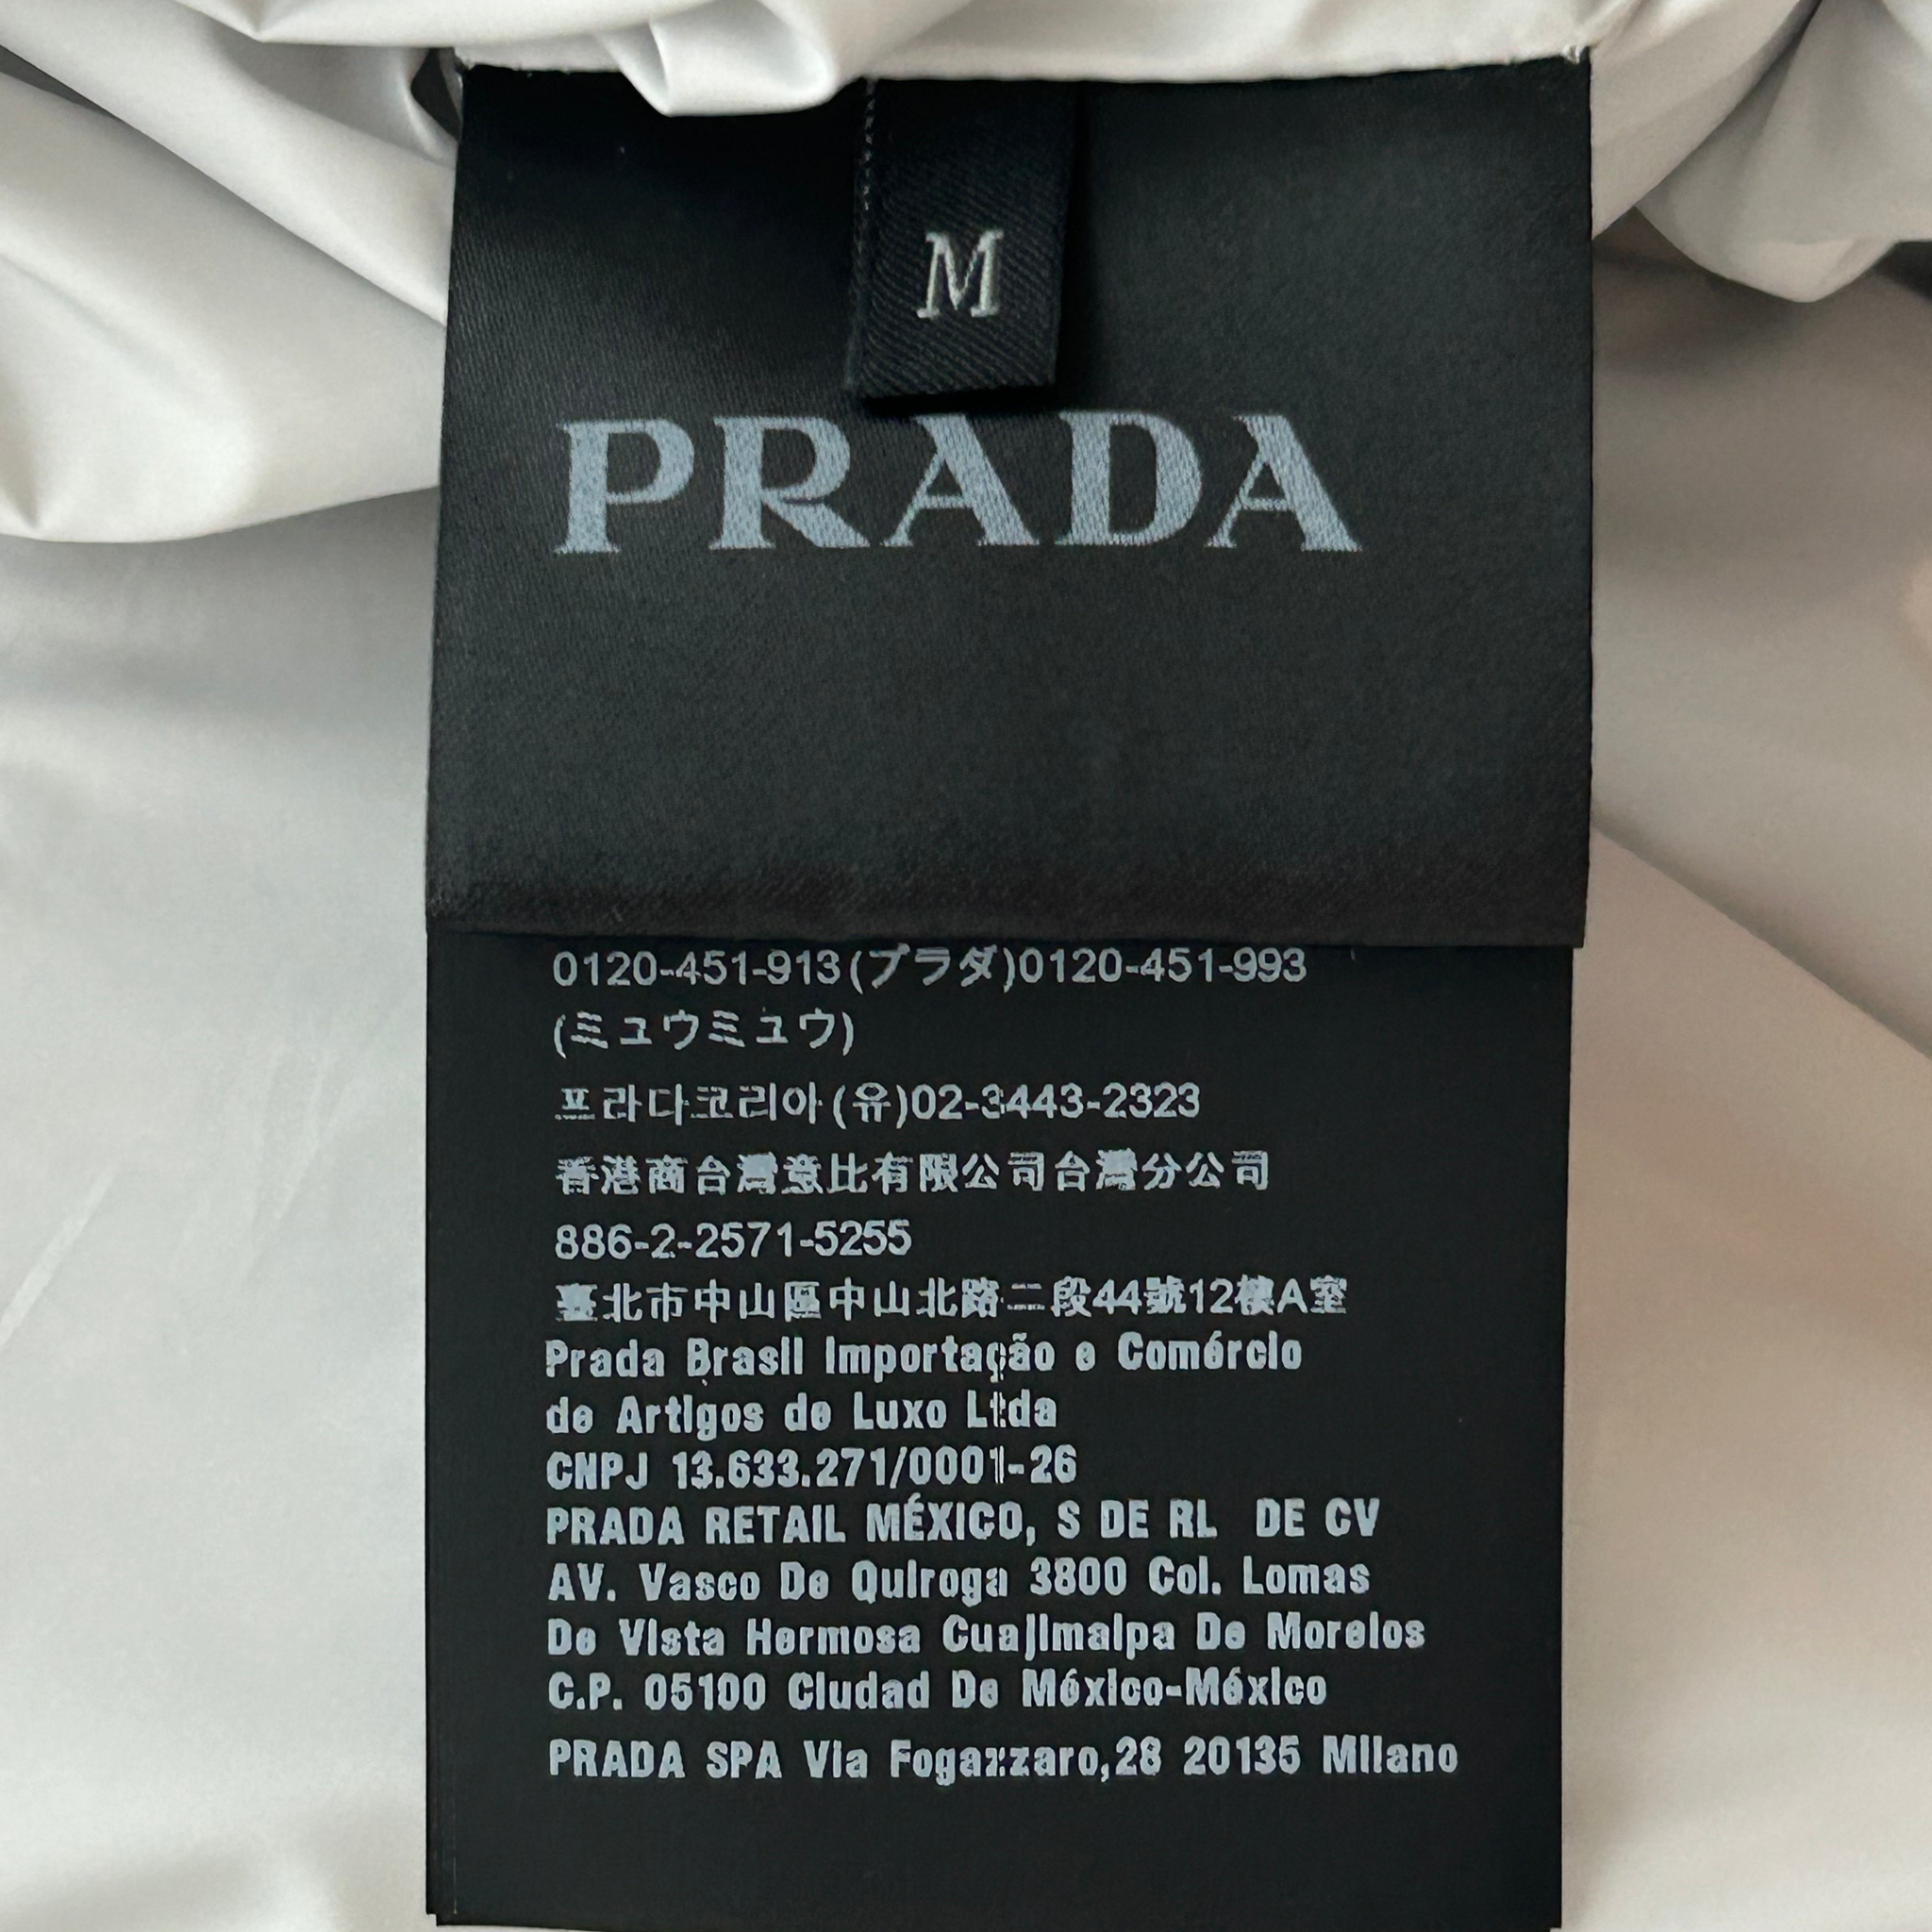 M
PRADA
0120-451-913(プラダ)0120-451-993
(ミュウミュウ)
프라다코리아(유)02-3443-2323
香港商台灣意比有限公司台灣分公司
886-2-2571-5255
臺北市中山區中山北路二段44號12樓A室
Prada Brasil Importação e Comércio
de Artigos de Luxo Ltda
CNPJ 13.633.271/0001-26
PRADA RETAIL MÉXICO, S DE RL DE CV
AV. Vasco De Quiroga 3800 Col. Lomas
De Vista Hermosa Cuajimalpa De Morelos
C.P. 05100 Ciudad De México-México
PRADA SPA Via Fogazzaro,28 20135 Milano